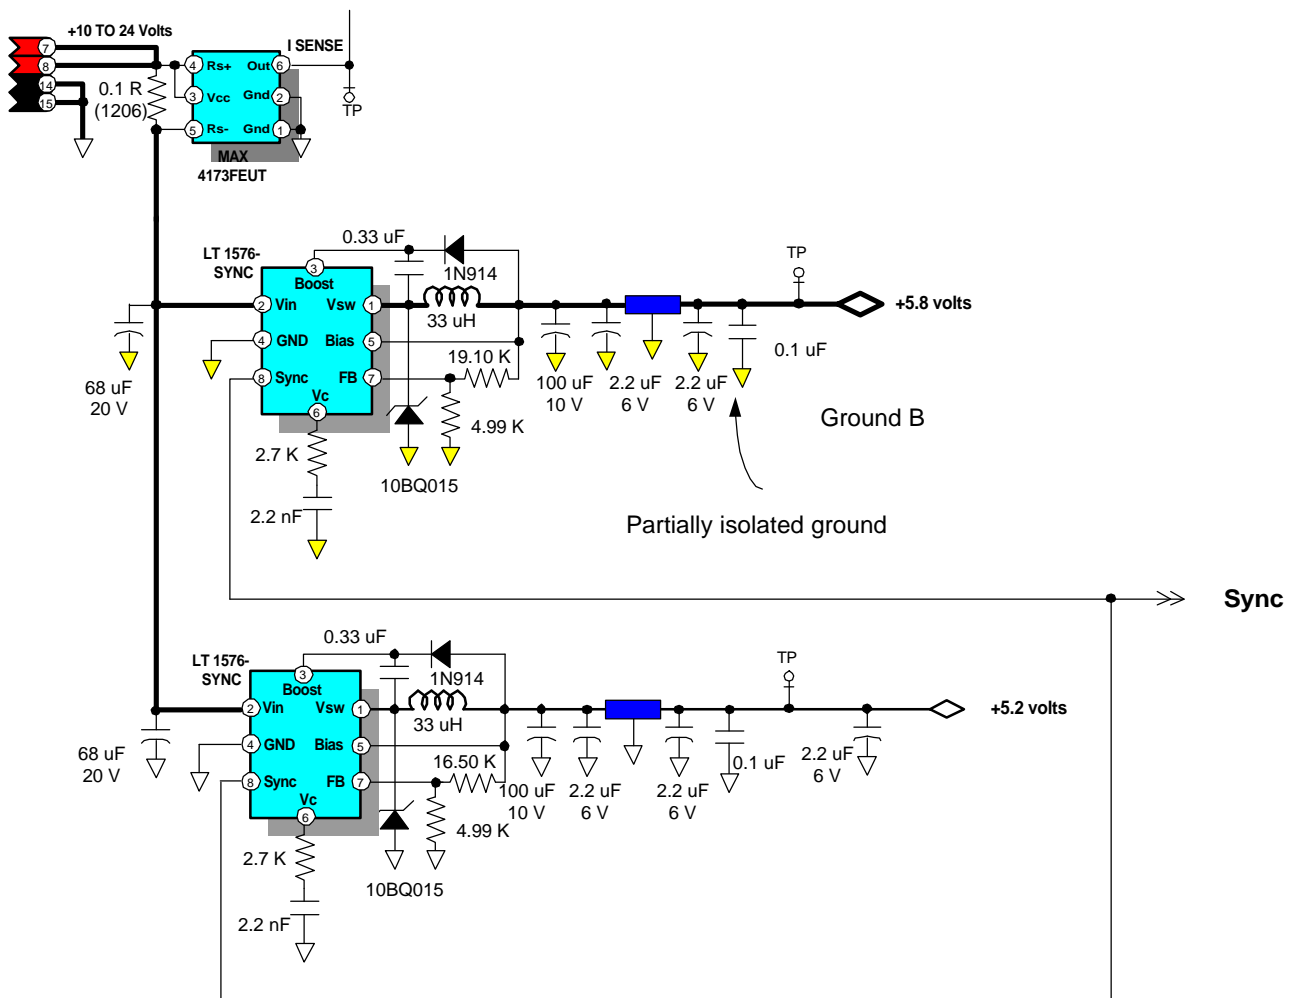 +10 TO 24 Volts
7
8
14
15
0.1 R
(1206)
I SENSE
4 Rs+ Out 6
3 Vcc Gnd 2
5 Rs- Gnd 1
MAX
4173FEUT
TP
LT 1576-
SYNC
0.33 uF
1N914
3
Boost
2 Vin Vsw 1
33 uH
4 GND Bias 5
8 Sync FB 7
Vc
6
19.10 K
4.99 K
68 uF
20 V
2.7 K
2.2 nF
10BQ015
100 uF
10 V
2.2 uF
6 V
2.2 uF
6 V
0.1 uF
TP
+5.8 volts
Ground B
Partially isolated ground
Sync
LT 1576-
SYNC
0.33 uF
1N914
3
Boost
2 Vin Vsw 1
33 uH
4 GND Bias 5
8 Sync FB 7
Vc
6
16.50 K
4.99 K
68 uF
20 V
2.7 K
2.2 nF
10BQ015
100 uF
10 V
2.2 uF
6 V
2.2 uF
6 V
0.1 uF
2.2 uF
6 V
TP
+5.2 volts